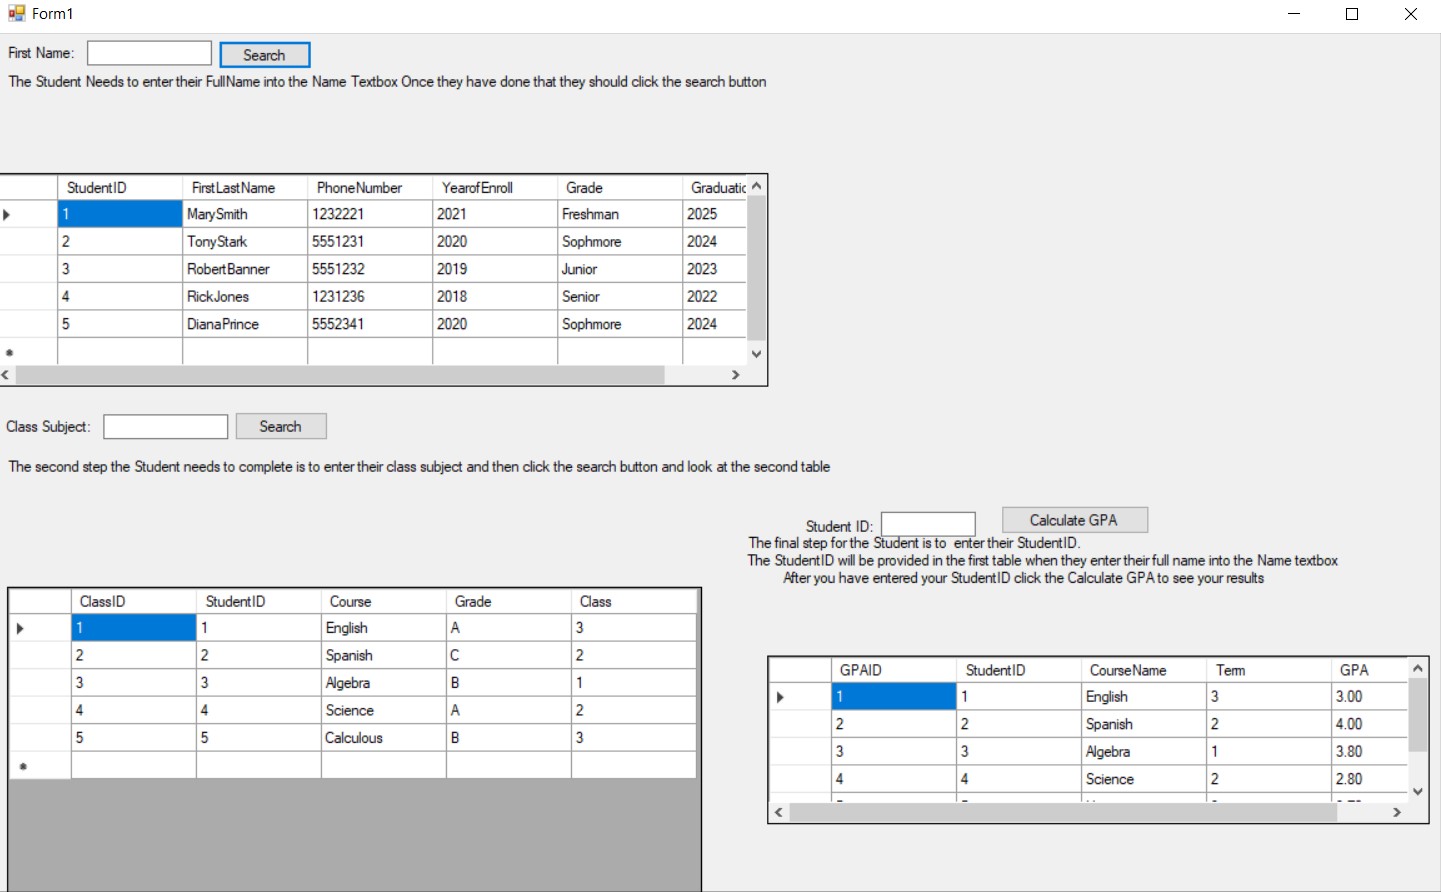 Form1
First Name: Search
The Student Needs to enter their FullName into the Name Textbox Once they have done that they should click the search button
StudentID FirstLastName PhoneNumber YearofEnroll Grade Graduatic
1 MarySmith 1232221 2021 Freshman 2025
2 TonyStark 5551231 2020 Sophmore 2024
3 RobertBanner 5551232 2019 Junior 2023
4 RickJones 1231236 2018 Senior 2022
5 DianaPrince 5552341 2020 Sophmore 2024
Class Subject: Search
The second step the Student needs to complete is to enter their class subject and then click the search button and look at the second table
Student ID: Calculate GPA
The final step for the Student is to enter their StudentID.
The StudentID will be provided in the first table when they enter their full name into the Name textbox
After you have entered your StudentID click the Calculate GPA to see your results
ClassID StudentID Course Grade Class
1 1 English A 3
2 2 Spanish C 2
3 3 Algebra B 1
4 4 Science A 2
5 5 Calculous B 3
GPAID StudentID CourseName Term GPA
1 1 English 3 3.00
2 2 Spanish 2 4.00
3 3 Algebra 1 3.80
4 4 Science 2 2.80